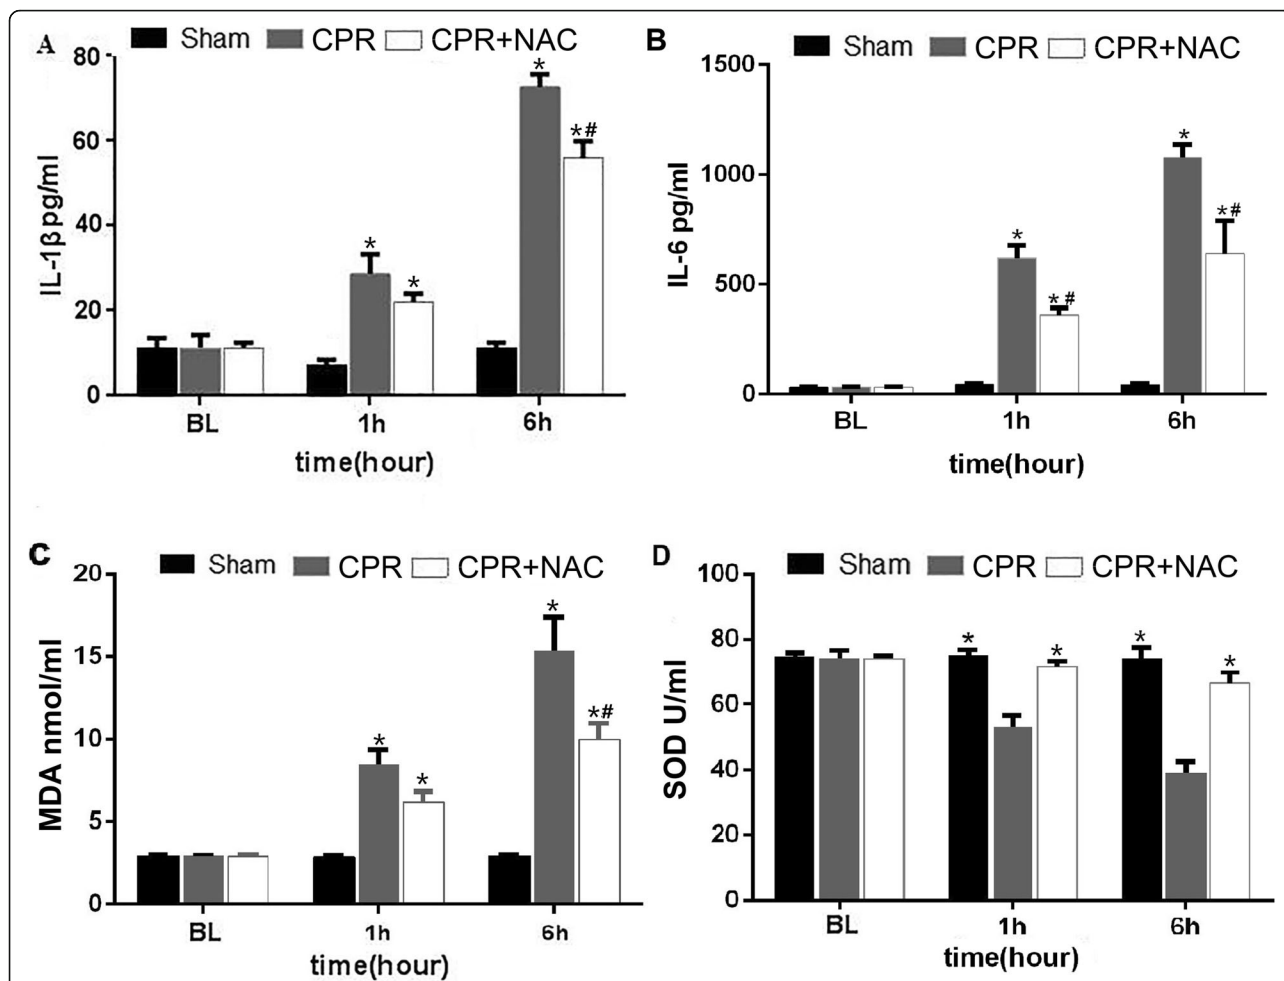 A Sham CPR CPR+NAC
80
60
40
20
0
IL-1β pg/ml
*
*
*
*#
BL 1h 6h
time(hour)
B Sham CPR CPR+NAC
1500
1000
500
0
IL-6 pg/ml
*
*#
*
*#
BL 1h 6h
time(hour)
C Sham CPR CPR+NAC
20
15
10
5
0
MDA nmol/ml
*
*
*
*#
BL 1h 6h
time(hour)
D Sham CPR CPR+NAC
100
80
60
40
20
0
SOD U/ml
*
*
*
*
BL 1h 6h
time(hour)